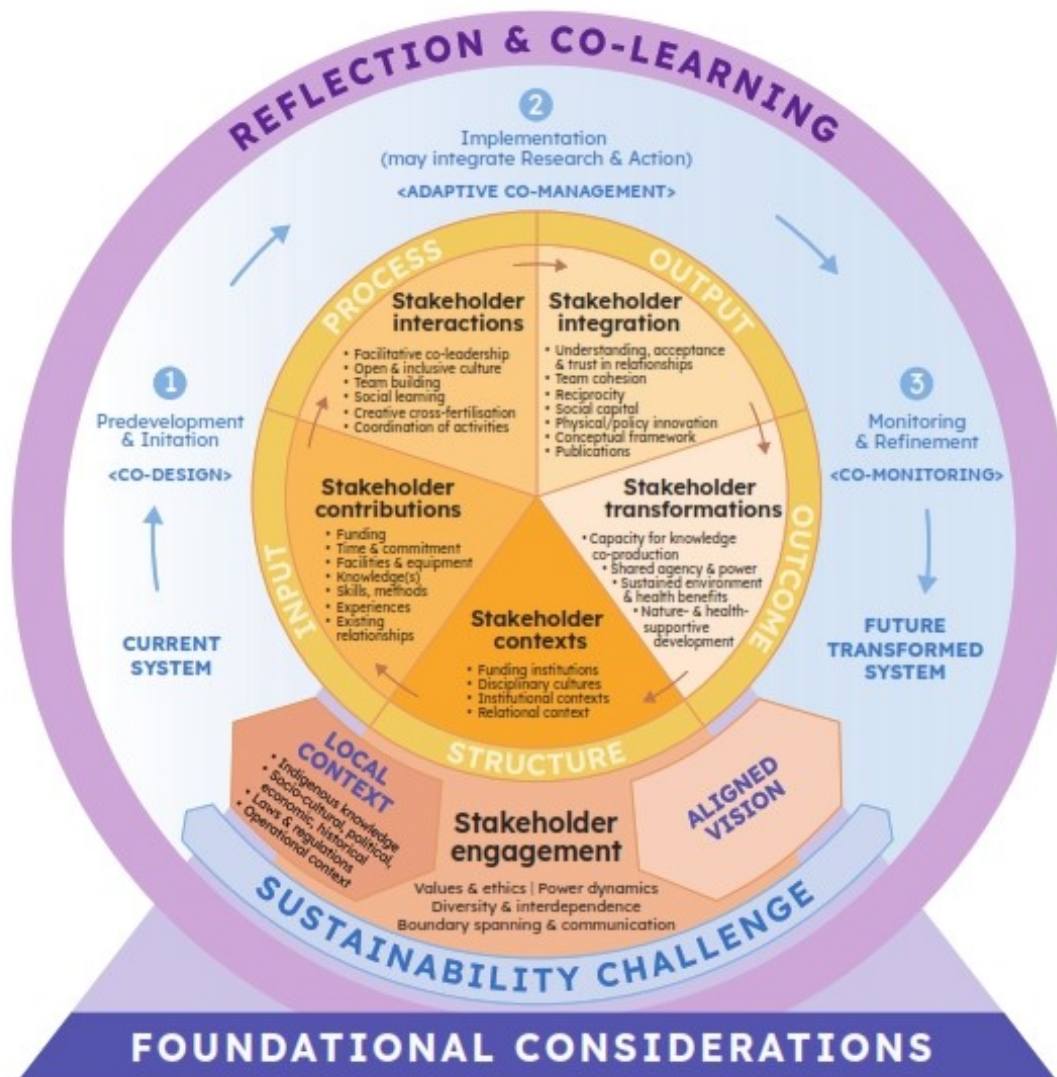 REFLECTION & CO-LEARNING
2
Implementation
(may integrate Research & Action)
<ADAPTIVE CO-MANAGEMENT>
1
Predevelopment
& Initation
<CO-DESIGN>
CURRENT
SYSTEM
3
Monitoring
& Refinement
<CO-MONITORING>
FUTURE
TRANSFORMED
SYSTEM
PROCESS
Stakeholder
interactions
• Facilitative co-leadership
• Open & inclusive culture
• Team building
• Social learning
• Creative cross-fertilisation
• Coordination of activities
OUTPUT
Stakeholder
integration
• Understanding, acceptance
& trust in relationships
• Team cohesion
• Reciprocity
• Social capital
• Physical/policy innovation
• Conceptual framework
• Publications
INPUT
Stakeholder
contributions
• Funding
• Time & commitment
• Facilities & equipment
• Knowledge(s)
• Skills, methods
• Experiences
• Existing
relationships
OUTCOME
Stakeholder
transformations
• Capacity for knowledge
co-production
• Shared agency & power
• Sustained environment
& health benefits
• Nature- & health-
supportive
development
Stakeholder
contexts
• Funding institutions
• Disciplinary cultures
• Institutional contexts
• Relational context
STRUCTURE
LOCAL
CONTEXT
• Indigenous knowledge
• Socio-cultural, political,
economic, historical
• Laws & regulations
• Operational context
Stakeholder
engagement
Values & ethics | Power dynamics
Diversity & interdependence
Boundary spanning & communication
ALIGNED
VISION
SUSTAINABILITY CHALLENGE
FOUNDATIONAL CONSIDERATIONS